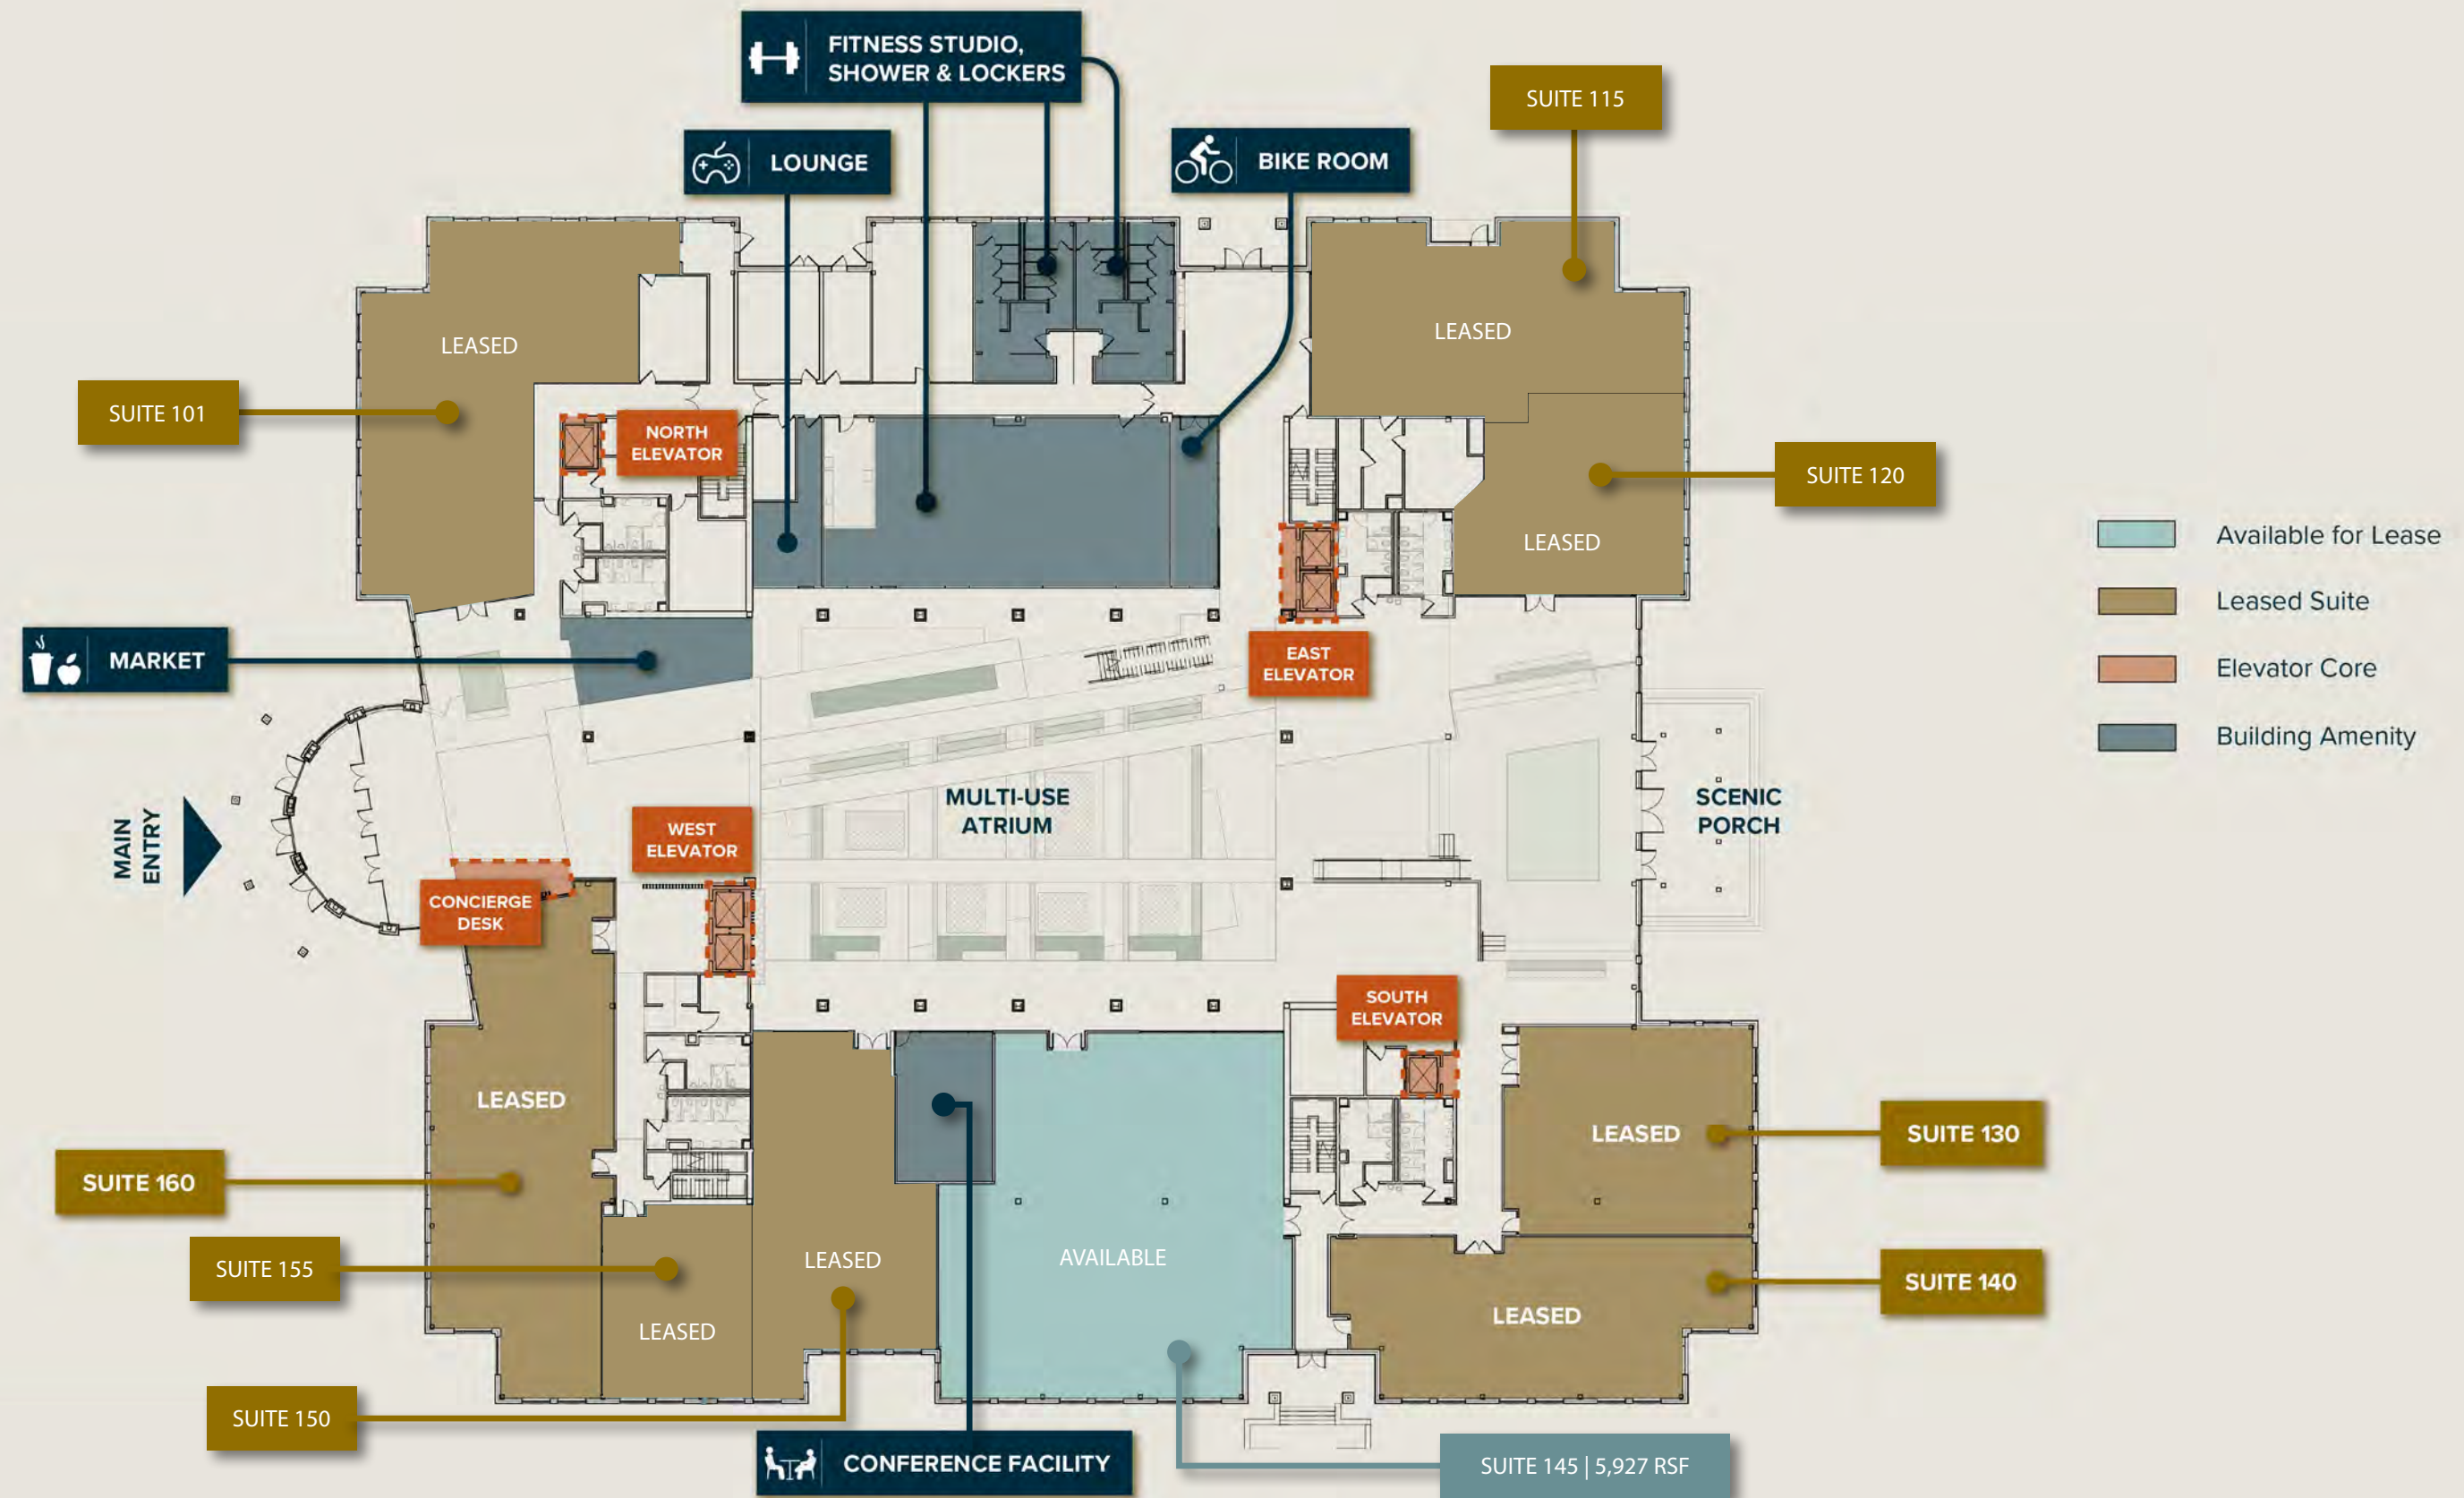 FITNESS STUDIO,
SHOWER & LOCKERS
SUITE 115
LOUNGE
BIKE ROOM
LEASED
LEASED
SUITE 101
NORTH
ELEVATOR
SUITE 120
LEASED
Available for Lease
Leased Suite
Elevator Core
Building Amenity
MARKET
EAST
ELEVATOR
MAIN
ENTRY
MULTI-USE
ATRIUM
SCENIC
PORCH
WEST
ELEVATOR
CONCIERGE
DESK
SOUTH
ELEVATOR
LEASED
LEASED
SUITE 130
SUITE 160
SUITE 155
LEASED
AVAILABLE
SUITE 140
LEASED
LEASED
SUITE 150
CONFERENCE FACILITY
SUITE 145 | 5,927 RSF